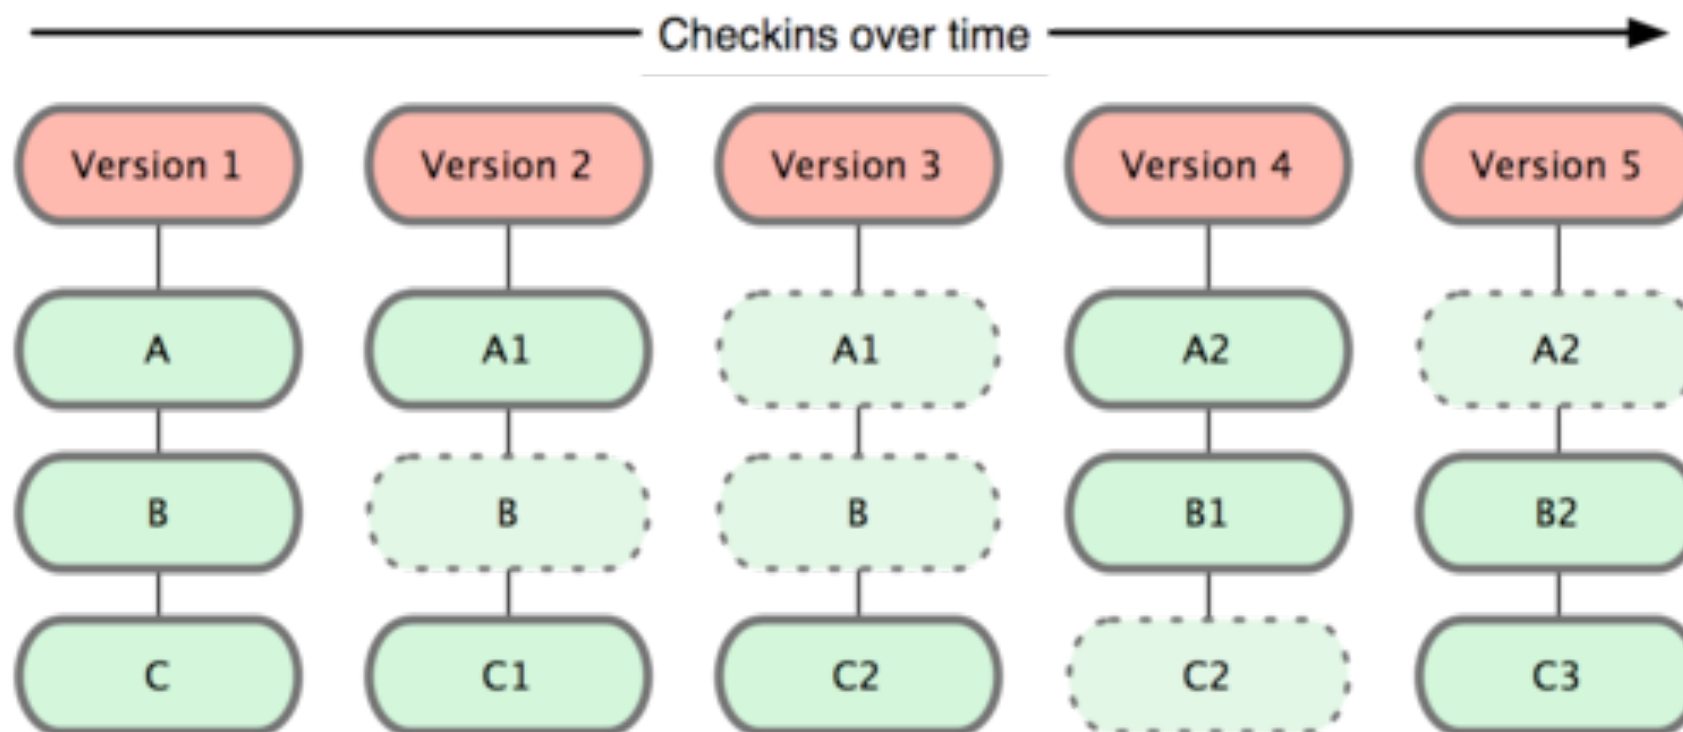 Checkins over time
Version 1 Version 2 Version 3 Version 4 Version 5
A A1 A1 A2 A2
B B B B1 B2
C C1 C2 C2 C3